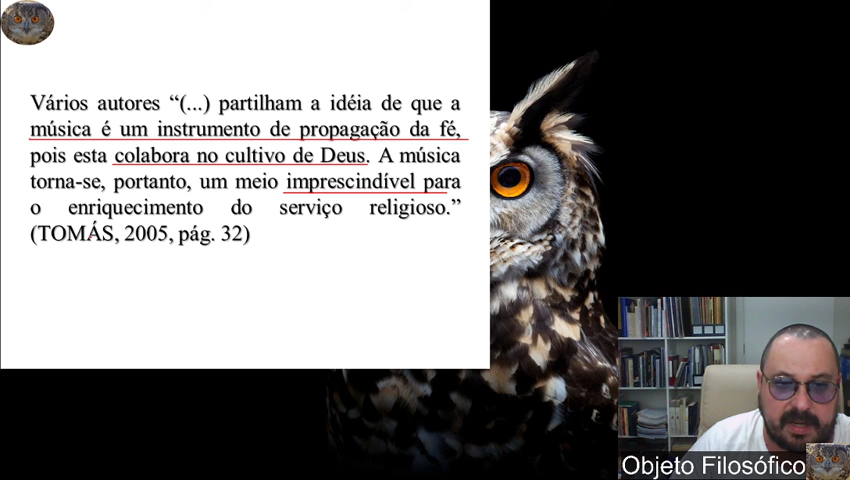 Vários autores “(...) partilham a idéia de que a
música é um instrumento de propagação da fé,
pois esta colabora no cultivo de Deus. A música
torna-se, portanto, um meio imprescindível para
o enriquecimento do serviço religioso.”
(TOMÁS, 2005, pág. 32)
Objeto Filosófico